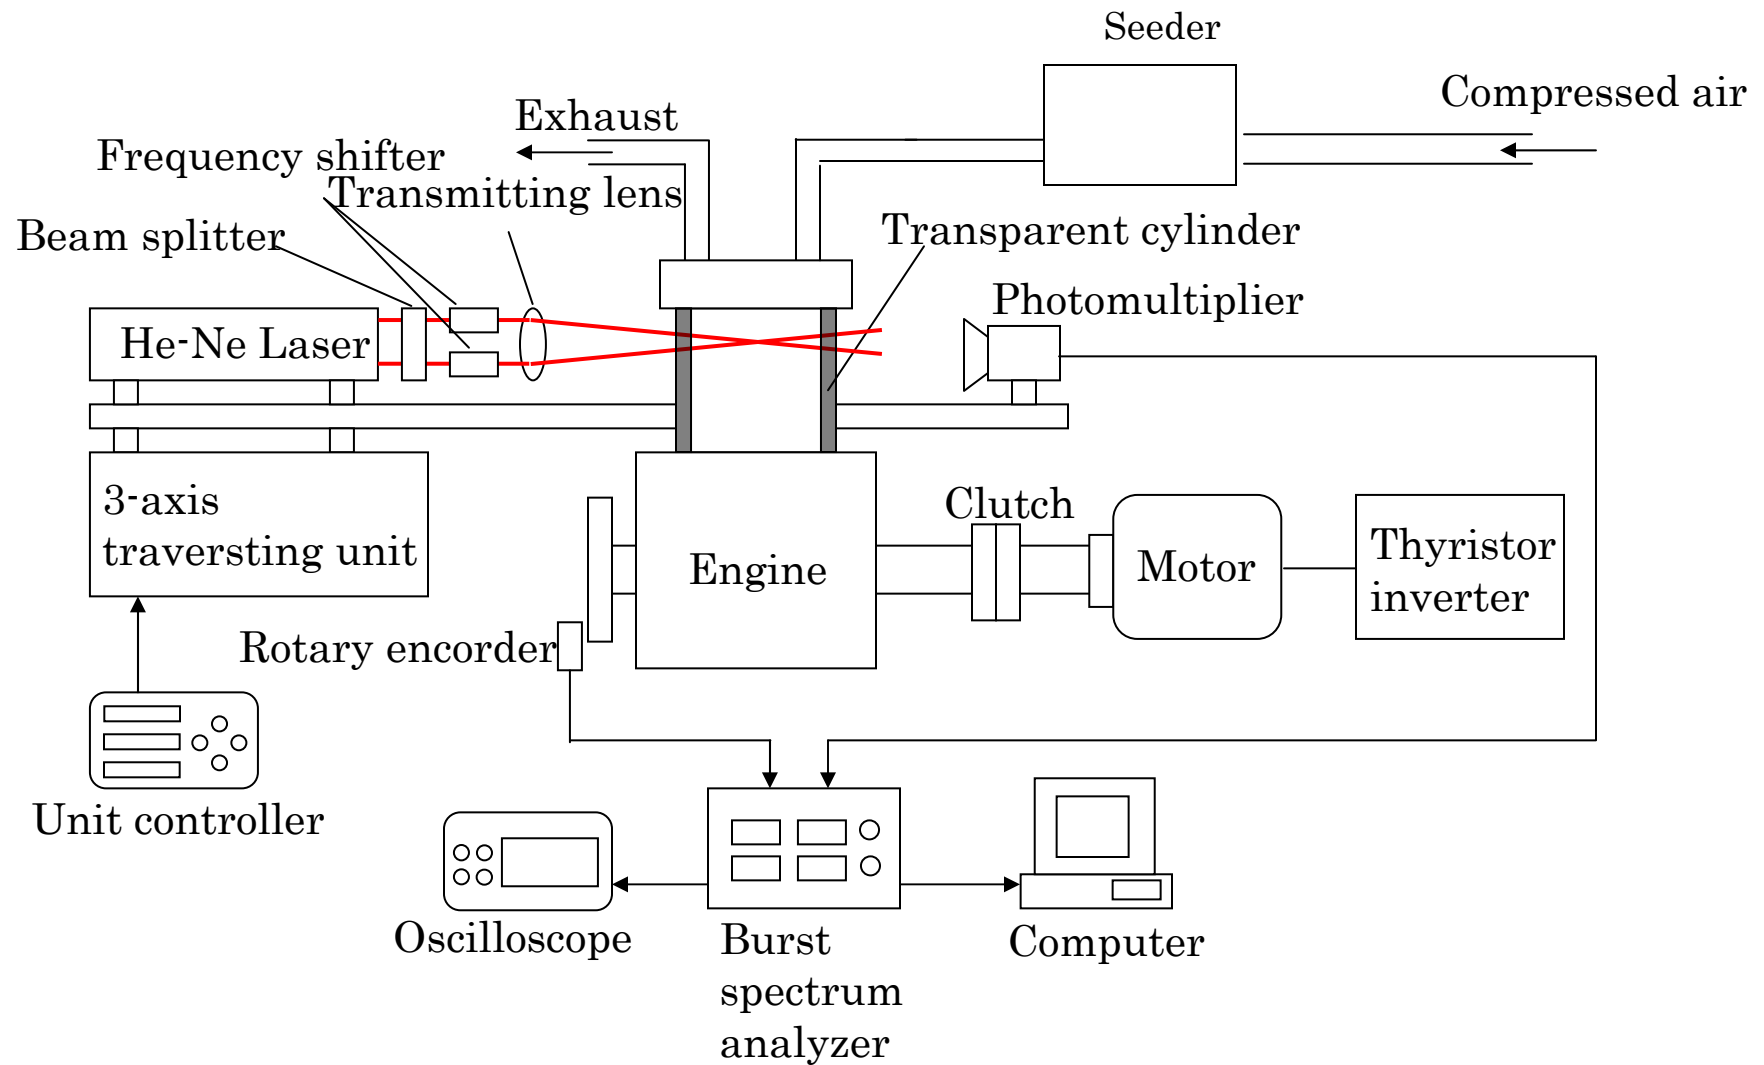 Seeder
Compressed air
Exhaust
Frequency shifter
Transmitting lens
Beam splitter
Transparent cylinder
Photomultiplier
He-Ne Laser
3-axis
traversting unit
Clutch
Engine
Motor
Thyristor
inverter
Rotary encorder
Unit controller
Oscilloscope
Burst
spectrum
analyzer
Computer